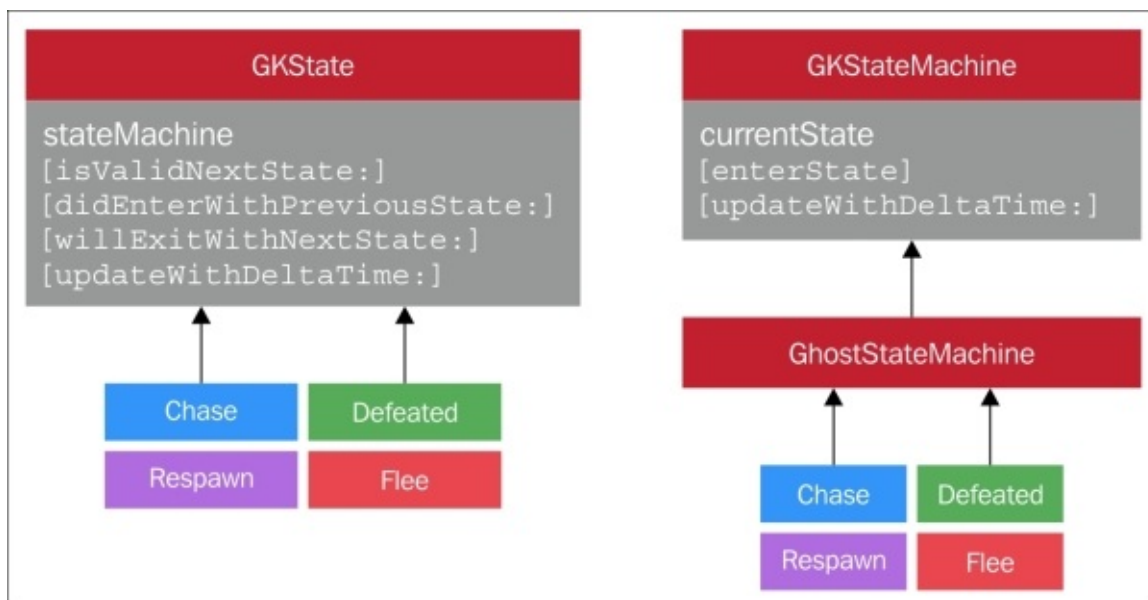 GKState
stateMachine
[isValidNextState:]
[didEnterWithPreviousState:]
[willExitWithNextState:]
[updateWithDeltaTime:]
Chase
Defeated
Respawn
Flee
GKStateMachine
currentState
[enterState]
[updateWithDeltaTime:]
GhostStateMachine
Chase
Defeated
Respawn
Flee